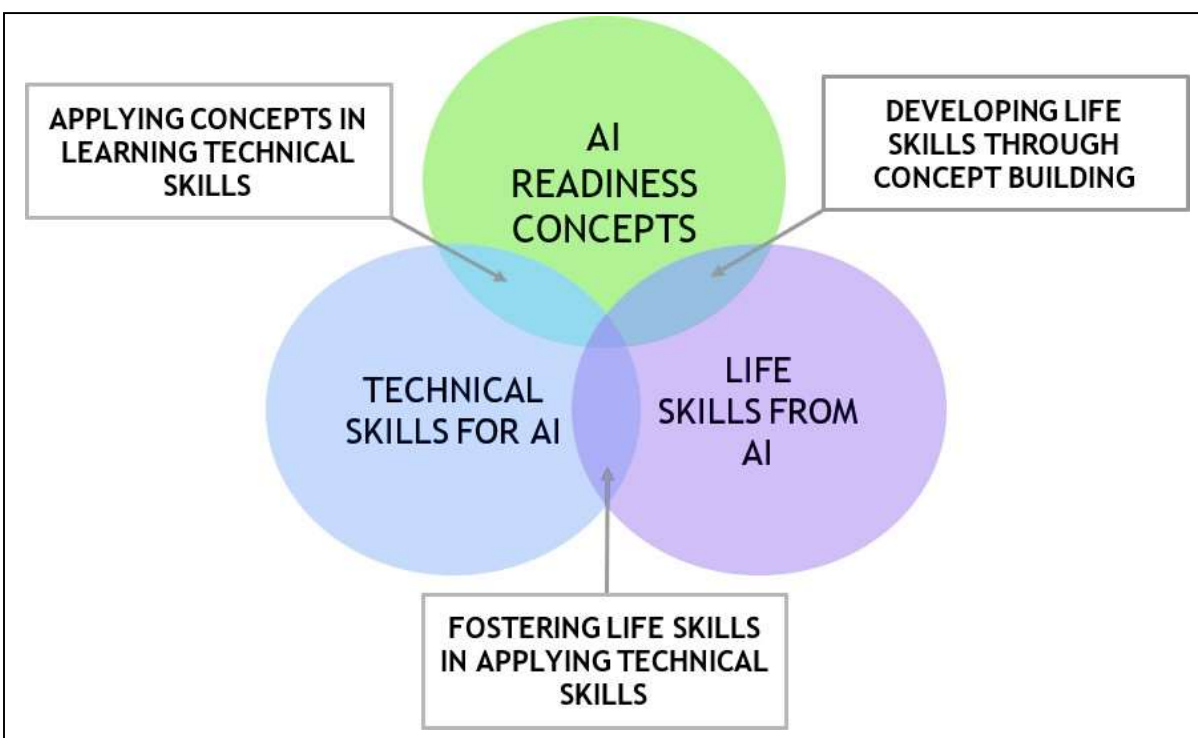 APPLYING CONCEPTS IN
LEARNING TECHNICAL
SKILLS
AI
READINESS
CONCEPTS
DEVELOPING LIFE
SKILLS THROUGH
CONCEPT BUILDING
TECHNICAL
SKILLS FOR AI
LIFE
SKILLS FROM
AI
FOSTERING LIFE SKILLS
IN APPLYING TECHNICAL
SKILLS